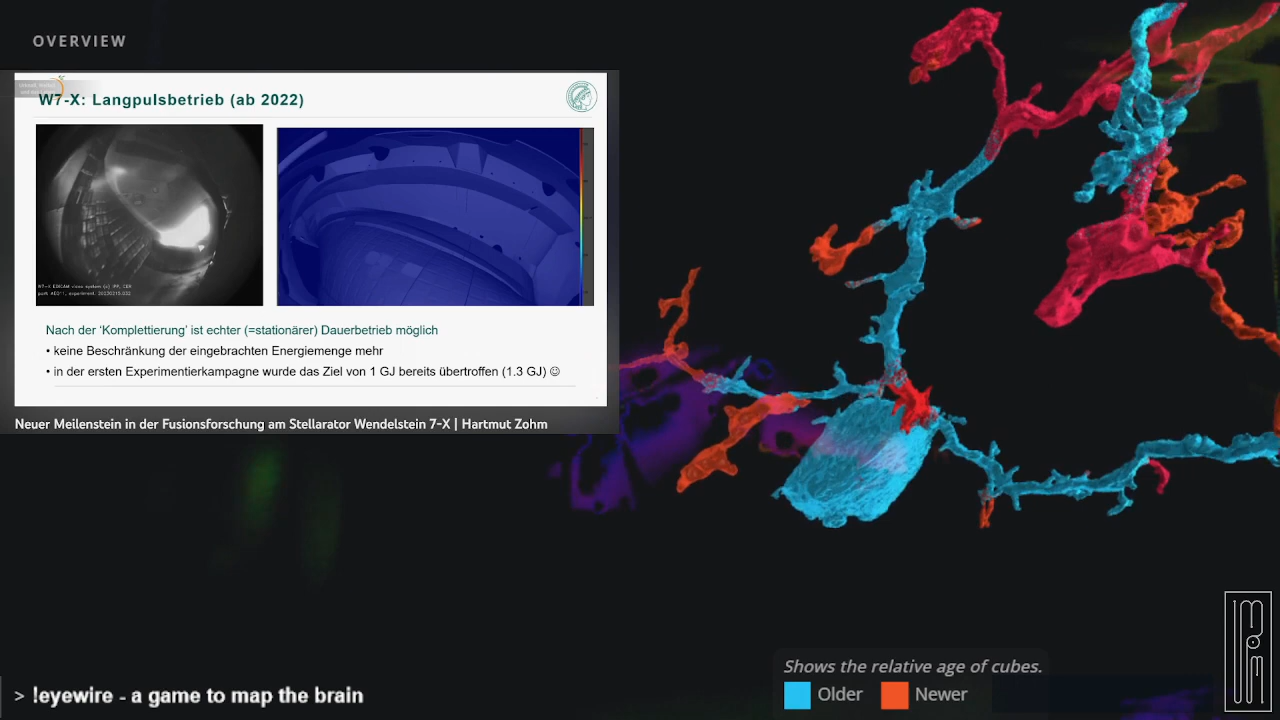 OVERVIEW
W7-X: Langpulsbetrieb (ab 2022)
Nach der ‘Komplettierung’ ist echter (=stationärer) Dauerbetrieb möglich
• keine Beschränkung der eingebrachten Energiemenge mehr
• in der ersten Experimentierkampagne wurde das Ziel von 1 GJ bereits übertroffen (1.3 GJ) ☺
Neuer Meilenstein in der Fusionsforschung am Stellarator Wendelstein 7-X | Hartmut Zohm
Shows the relative age of cubes.
Older Newer
> !eyewire - a game to map the brain